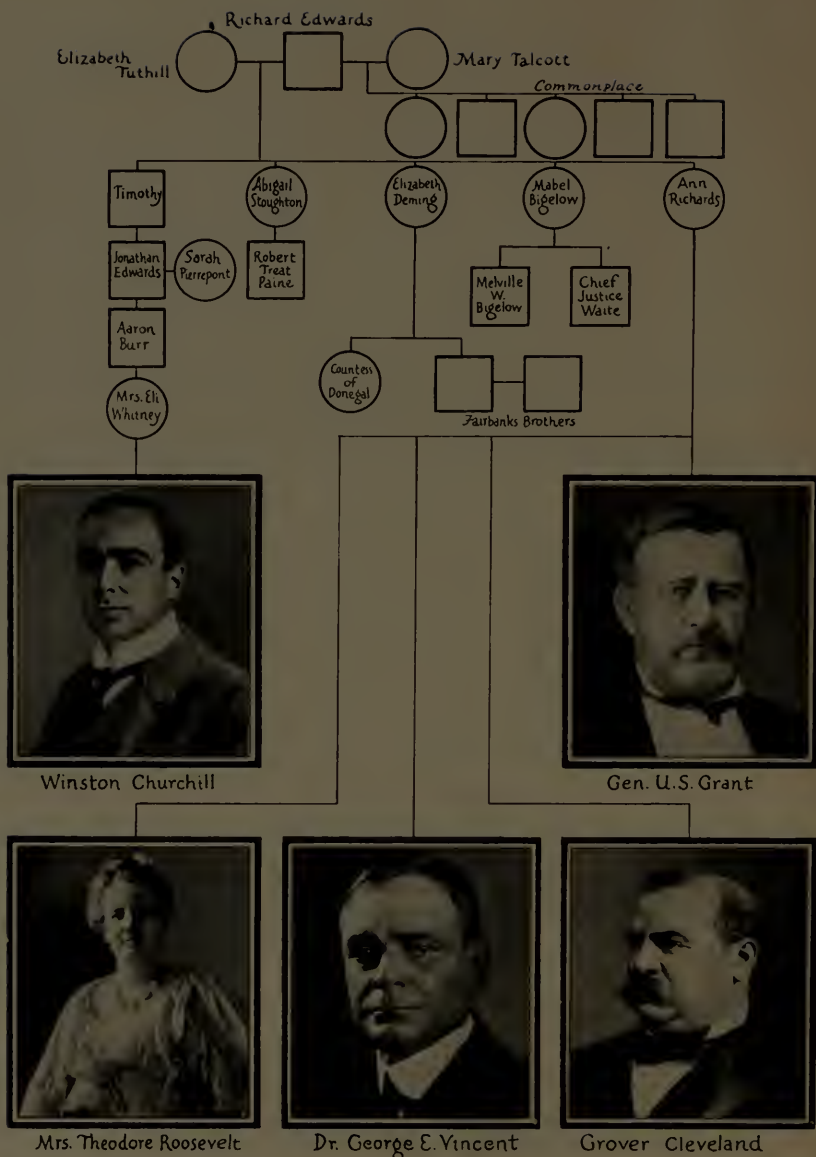 Richard Edwards
Elizabeth
Tuthill
Mary Talcott
Commonplace
Timothy
Abigail
Stoughton
Elizabeth
Deming
Mabel
Bigelow
Ann
Richards
Jonathan
Edwards
Sarah
Pierrepont
Robert
Treat
Paine
Melville
W.
Bigelow
Chief
Justice
Waite
Aaron
Burr
Countess
of
Donegal
Mrs. Eli
Whitney
Fairbanks Brothers
Winston Churchill
Gen. U.S. Grant
Mrs. Theodore Roosevelt
Dr. George E. Vincent
Grover Cleveland